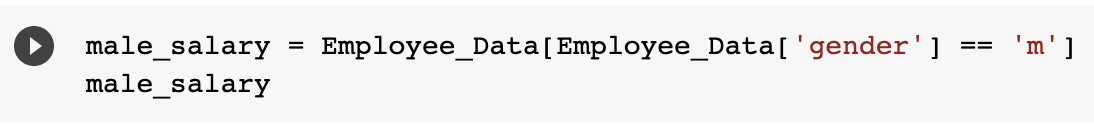 male_salary = Employee_Data[Employee_Data['gender'] == 'm']
male_salary